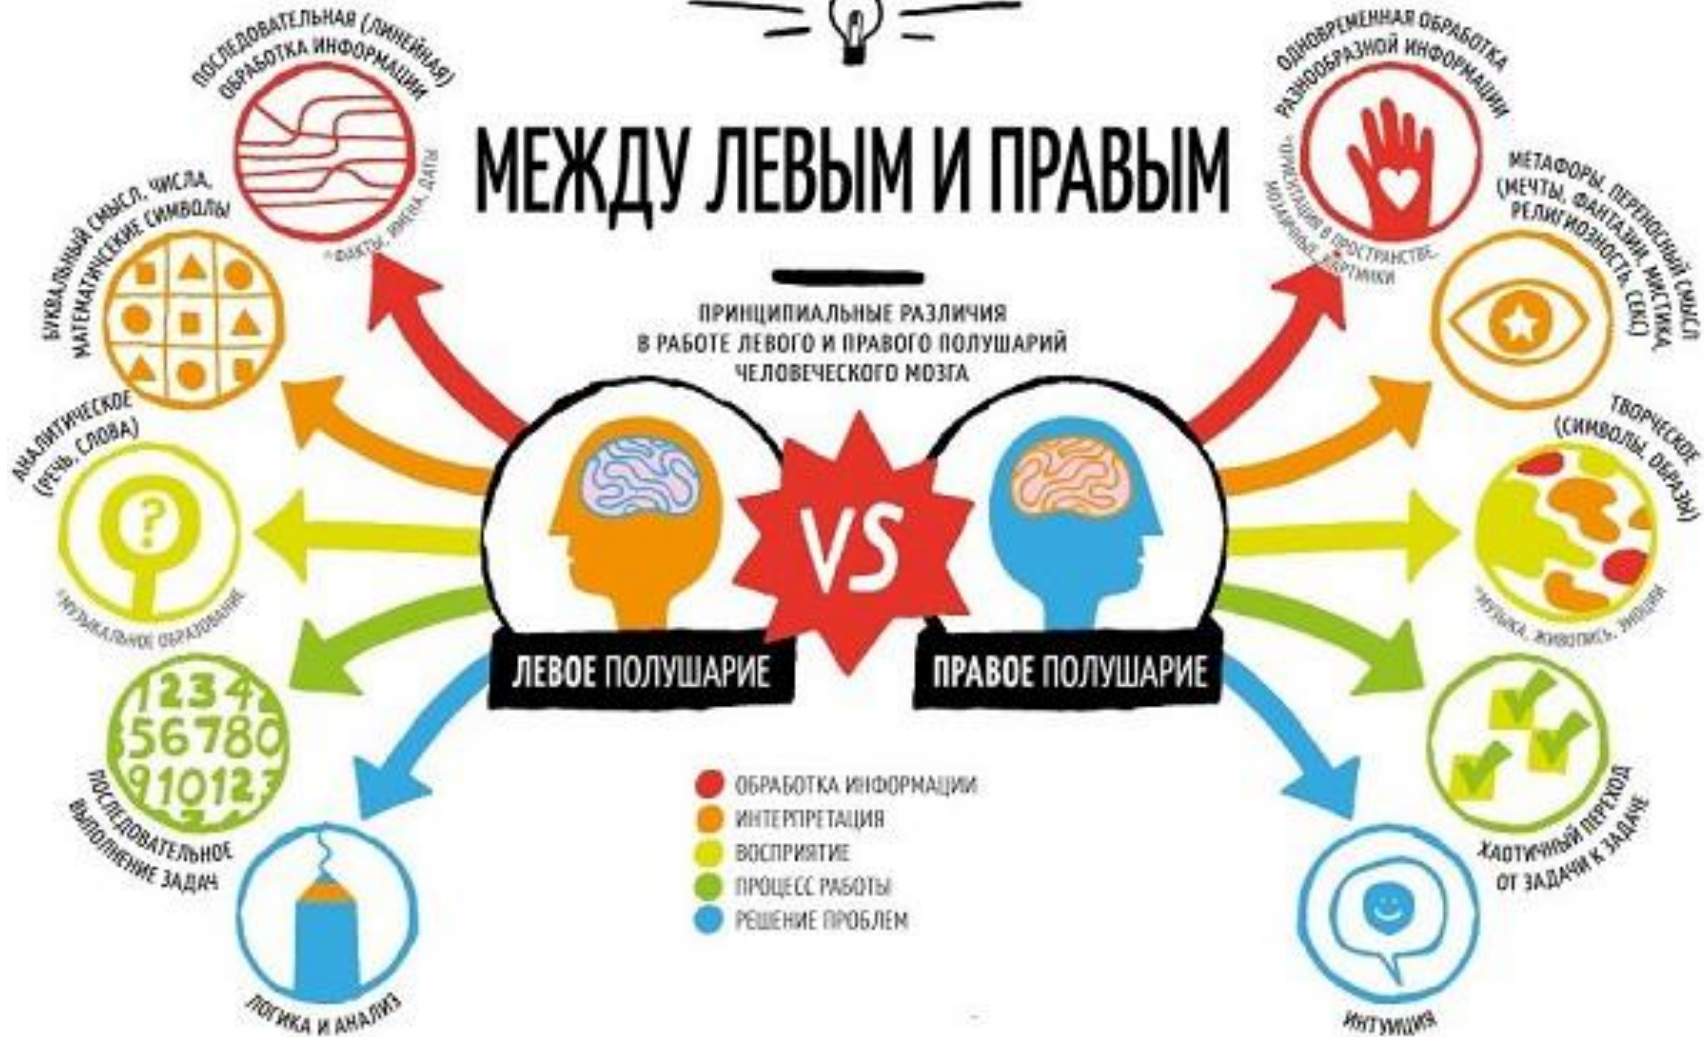 МЕЖДУ ЛЕВЫМ И ПРАВЫМ
ПРИНЦИПИАЛЬНЫЕ РАЗЛИЧИЯ
В РАБОТЕ ЛЕВОГО И ПРАВОГО ПОЛУШАРИЙ
ЧЕЛОВЕЧЕСКОГО МОЗГА
ПОСЛЕДОВАТЕЛЬНАЯ (ЛИНЕЙНАЯ)
ОБРАБОТКА ИНФОРМАЦИИ
*ФАКТЫ, ИМЕНА, ДАТЫ
БУКВАЛЬНЫЙ СМЫСЛ, ЧИСЛА,
МАТЕМАТИЧСЕКИЕ СИМВОЛЫ
АНАЛИТИЧЕСКОЕ
(РЕЧЬ, СЛОВА)
?
*МУЗЫКАЛЬНОЕ ОБРАЗОВАНИЕ
1234
56780
910123
ПОСЛЕДОВАТЕЛЬНОЕ
ВЫПОЛНЕНИЕ ЗАДАЧ
ЛОГИКА И АНАЛИЗ
ЛЕВОЕ ПОЛУШАРИЕ
VS
ПРАВОЕ ПОЛУШАРИЕ
ОДНОВРЕМЕННАЯ ОБРАБОТКА
РАЗНООБРАЗНОЙ ИНФОРМАЦИИ
*ОРИЕНТАЦИЯ В ПРОСТРАНСТВЕ,
МОЗАИЧНЫЕ КАРТИНКИ
МЕТАФОРЫ, ПЕРЕНОСНЫЙ СМЫСЛ
(МЕЧТЫ, ФАНТАЗИИ, МИСТИКА,
РЕЛИГИОЗНОСТЬ, СЕКС)
ТВОРЧЕСКОЕ
(СИМВОЛЫ, ОБРАЗЫ)
*МУЗЫКА, ЖИВОПИСЬ, ЭМОЦИИ
ХАОТИЧНЫЙ ПЕРЕХОД
ОТ ЗАДАЧИ К ЗАДАЧЕ
ИНТУИЦИЯ
ОБРАБОТКА ИНФОРМАЦИИ
ИНТЕРПРЕТАЦИЯ
ВОСПРИЯТИЕ
ПРОЦЕСС РАБОТЫ
РЕШЕНИЕ ПРОБЛЕМ